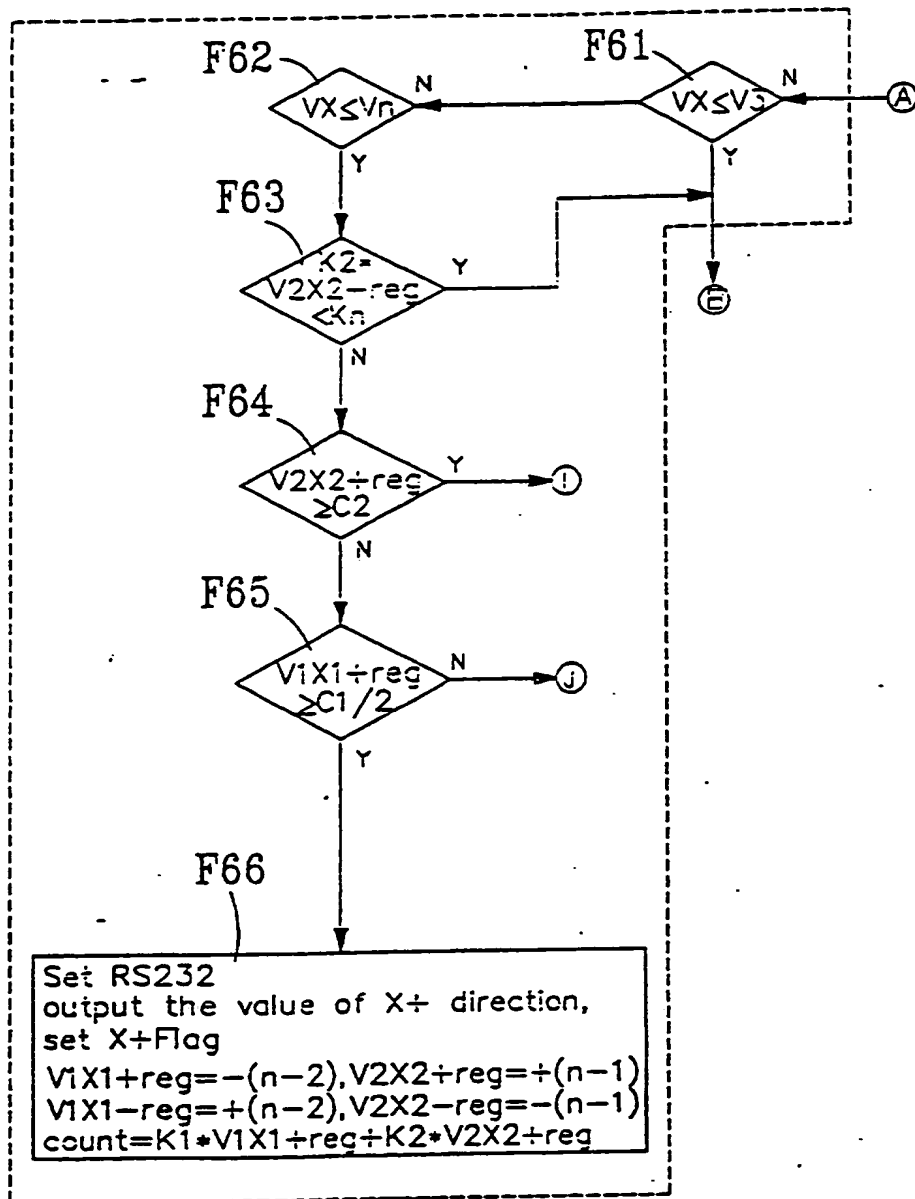 F62
F61
N
N
VX≤Vn
VX≤V3
A
Y
Y
F63
K2=
V2X2-reg
<Kn
Y
E
N
F64
V2X2+reg
≥C2
Y
N
F65
V1X1+reg
≥C1/2
N
j
Y
F66
Set RS232
output the value of X+ direction,
set X+Flag
V1X1+reg=-(n-2),V2X2+reg=+(n-1)
V1X1-reg=+(n-2),V2X2-reg=-(n-1)
count=K1*V1X1+reg+K2*V2X2+reg